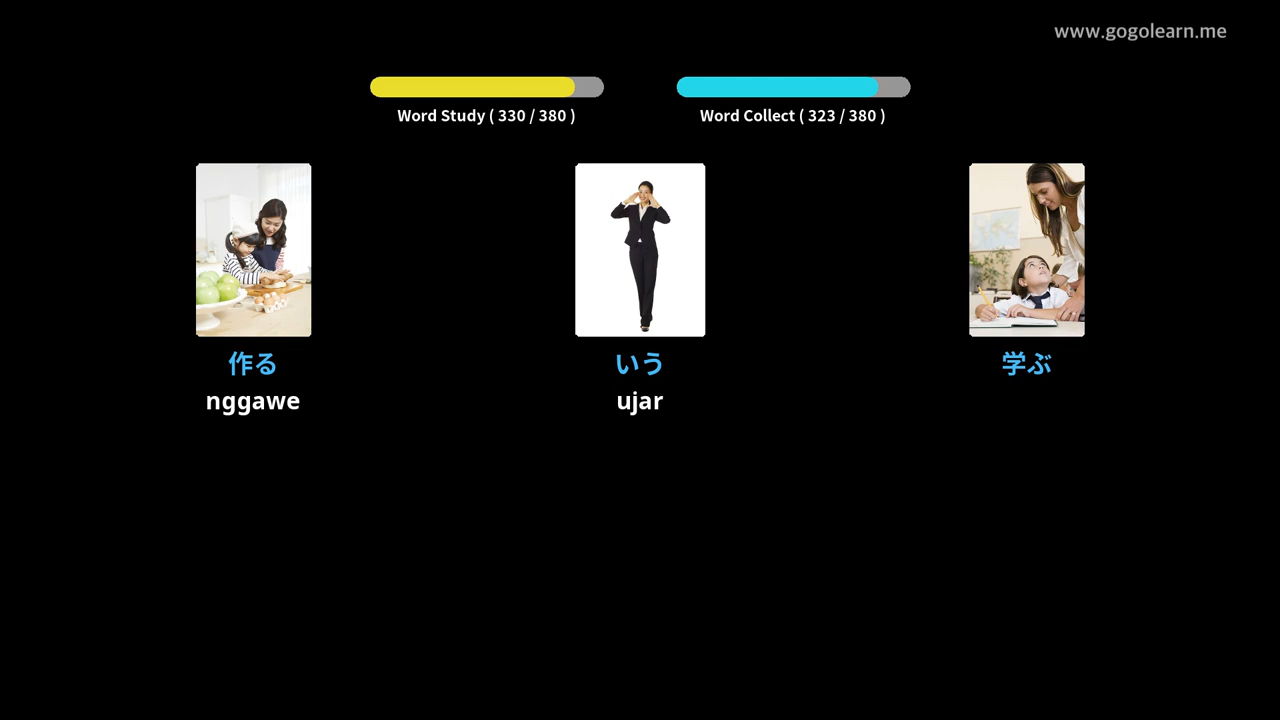 www.gogolearn.me
Word Study ( 330 / 380 )
Word Collect ( 323 / 380 )
作る
nggawe
いう
ujar
学ぶ